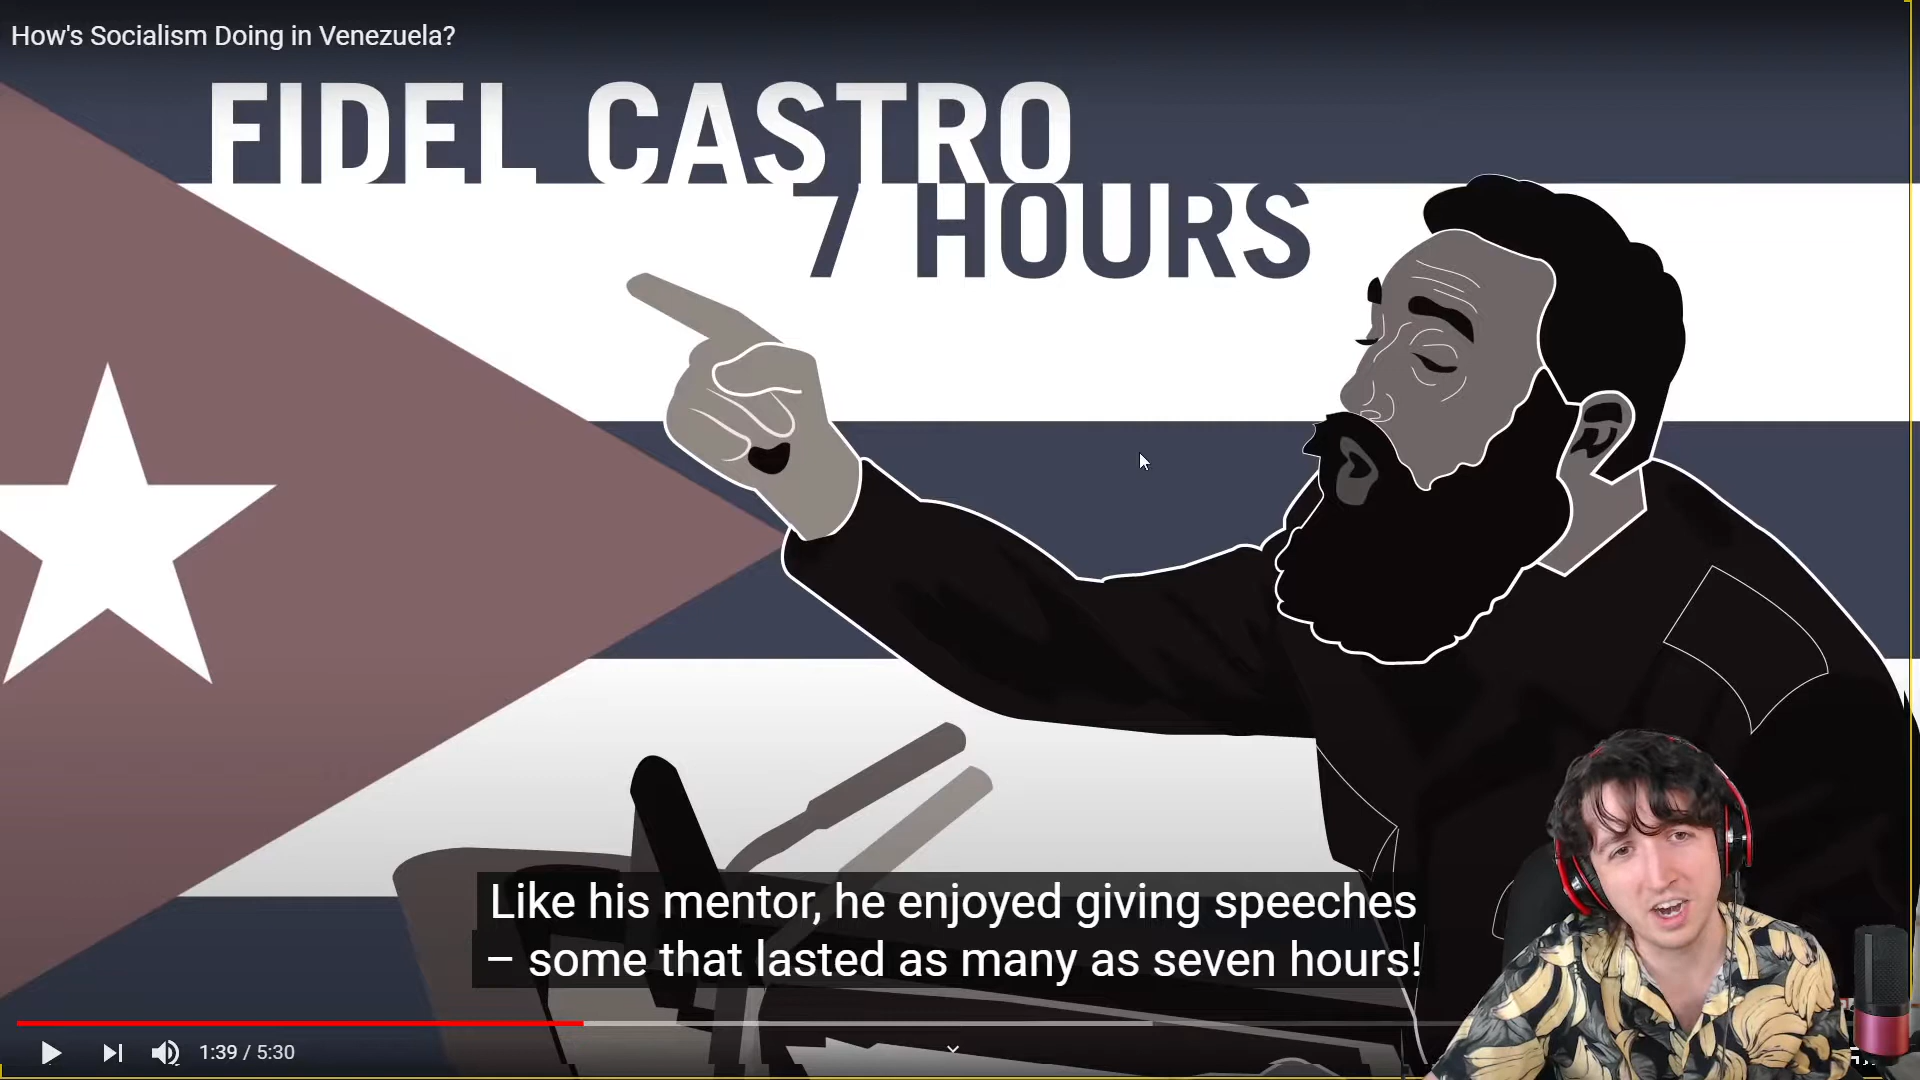 How's Socialism Doing in Venezuela?
FIDEL CASTRO
7 HOURS
Like his mentor, he enjoyed giving speeches
– some that lasted as many as seven hours!
1:39 / 5:30